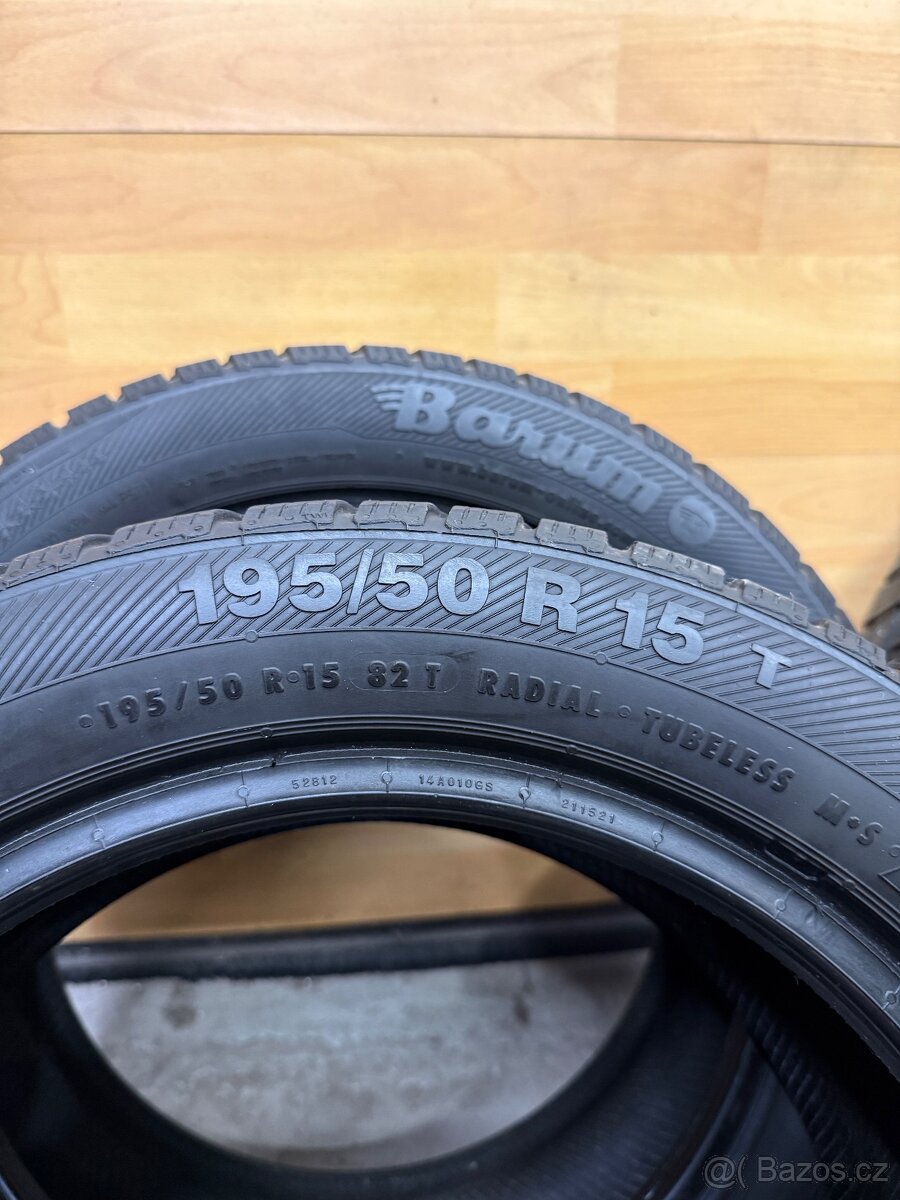 Barum
195/50 R 15 T
195/50 R 15 82 T RADIAL TUBELESS M•S
52812 14A010GS 211521
@( Bazos.cz